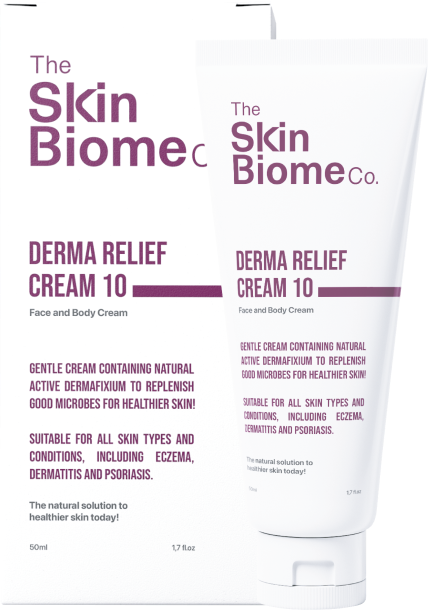 The
Skin
Biome C
DERMA RELIEF
CREAM 10
Face and Body Cream
GENTLE CREAM CONTAINING NATURAL
ACTIVE DERMAFIXIUM TO REPLENISH
GOOD MICROBES FOR HEALTHIER SKIN!
SUITABLE FOR ALL SKIN TYPES AND
CONDITIONS, INCLUDING ECZEMA,
DERMATITIS AND PSORIASIS.
The natural solution to
healthier skin today!
50ml 1,7 fl.oz
The
Skin
Biome Co.
DERMA RELIEF
CREAM 10
Face and Body Cream
GENTLE CREAM CONTAINING NATURAL
ACTIVE DERMAFIXIUM TO REPLENISH
GOOD MICROBES FOR HEALTHIER SKIN!
SUITABLE FOR ALL SKIN TYPES AND
CONDITIONS, INCLUDING ECZEMA,
DERMATITIS AND PSORIASIS.
The natural solution to
healthier skin today!
1,7 fl.oz